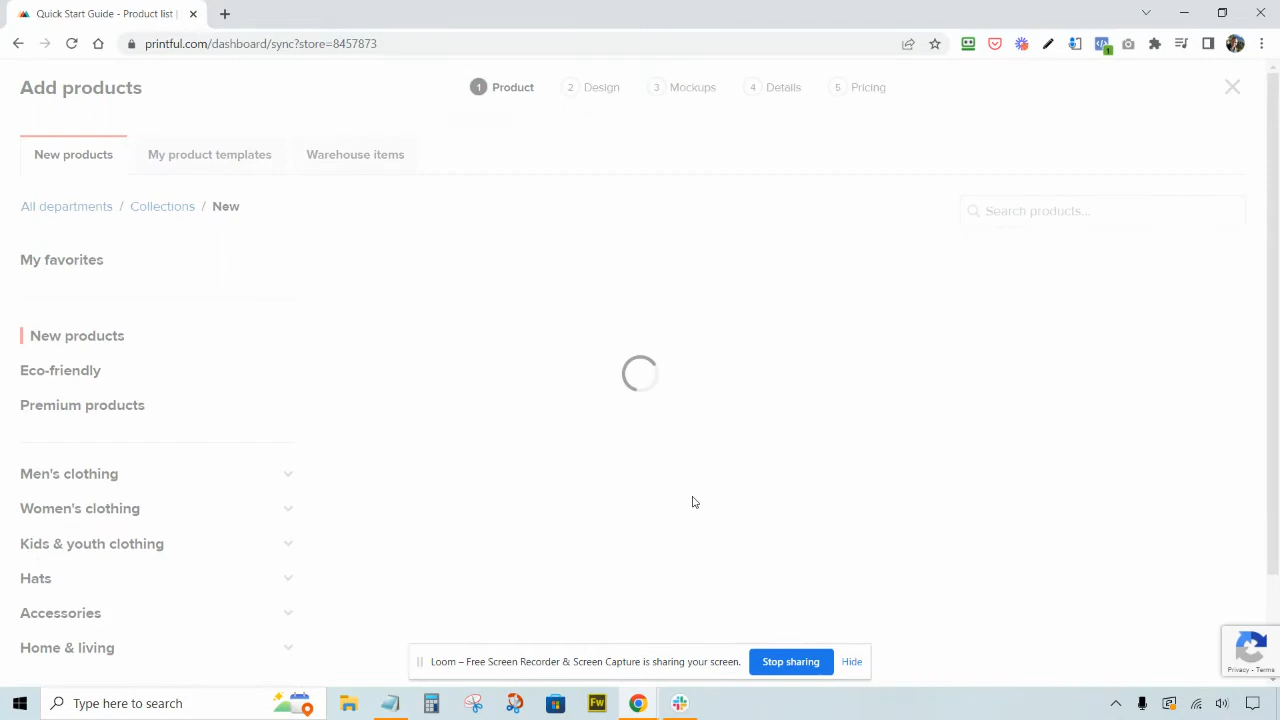 Quick Start Guide - Product list |
printful.com/dashboard/sync?store=8457873
1
Add products
1 Product
2 Design
3 Mockups
4 Details
5 Pricing
New products
My product templates
Warehouse items
All departments / Collections / New
Search products...
My favorites
New products
Eco-friendly
Premium products
Men's clothing
Women's clothing
Kids & youth clothing
Hats
Accessories
Home & living
Loom – Free Screen Recorder & Screen Capture is sharing your screen.
Stop sharing
Hide
Privacy - Terms
Type here to search
Fw